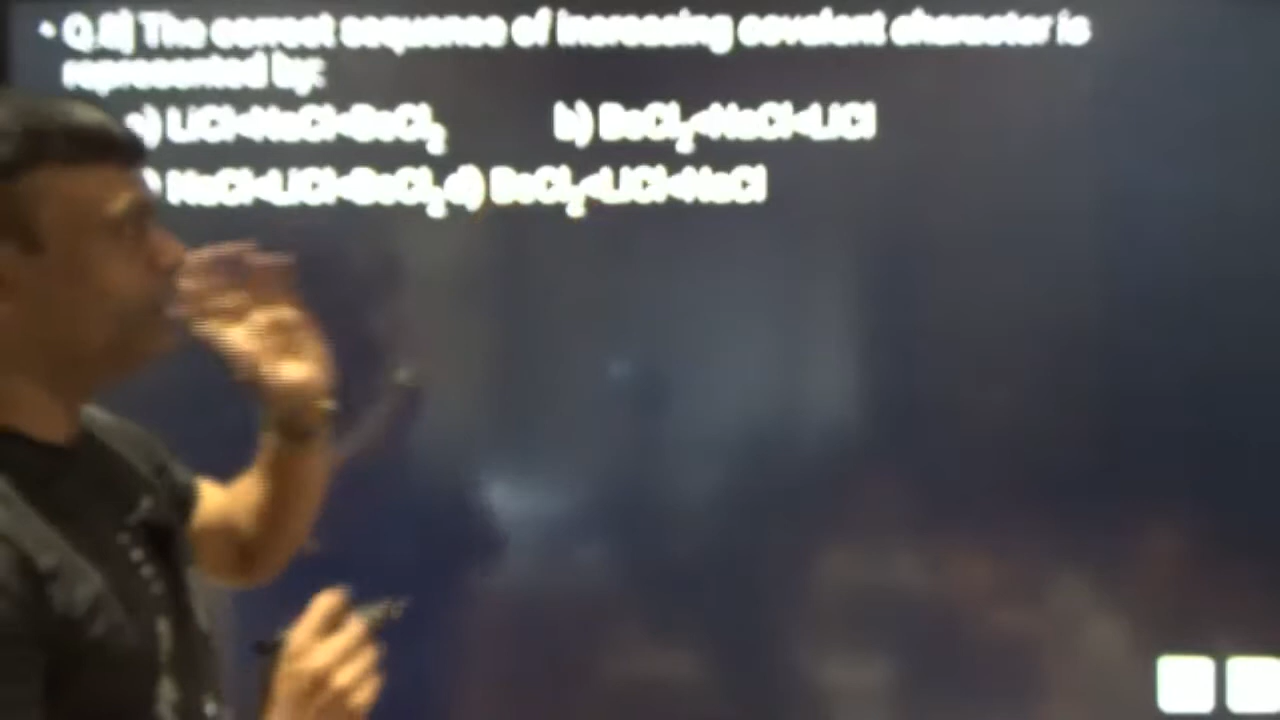 • Q.8) The correct sequence of increasing covalent character is
represented by:
a) LiCl<NaCl<BeCl2 b) BeCl2<NaCl<LiCl
) NaCl<LiCl<BeCl2 d) BeCl2<LiCl<NaCl